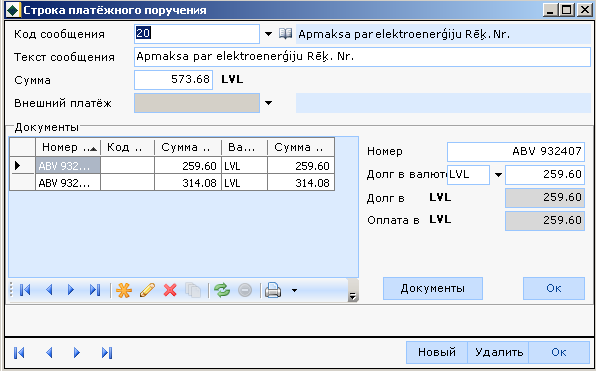 Строка платёжного поручения
Код сообщения 20 Apmaksa par elektroenerģiju Rēķ. Nr.
Текст сообщения Apmaksa par elektroenerģiju Rēķ. Nr.
Сумма 573.68 LVL
Внешний платёж
Документы
Номер .. Код .. Сумма .. Ва... Сумма ..
ABV 932... 259.60 LVL 259.60
ABV 932... 314.08 LVL 314.08
Номер ABV 932407
Долг в валюте LVL 259.60
Долг в LVL 259.60
Оплата в LVL 259.60
Документы Ок
Новый Удалить Ок